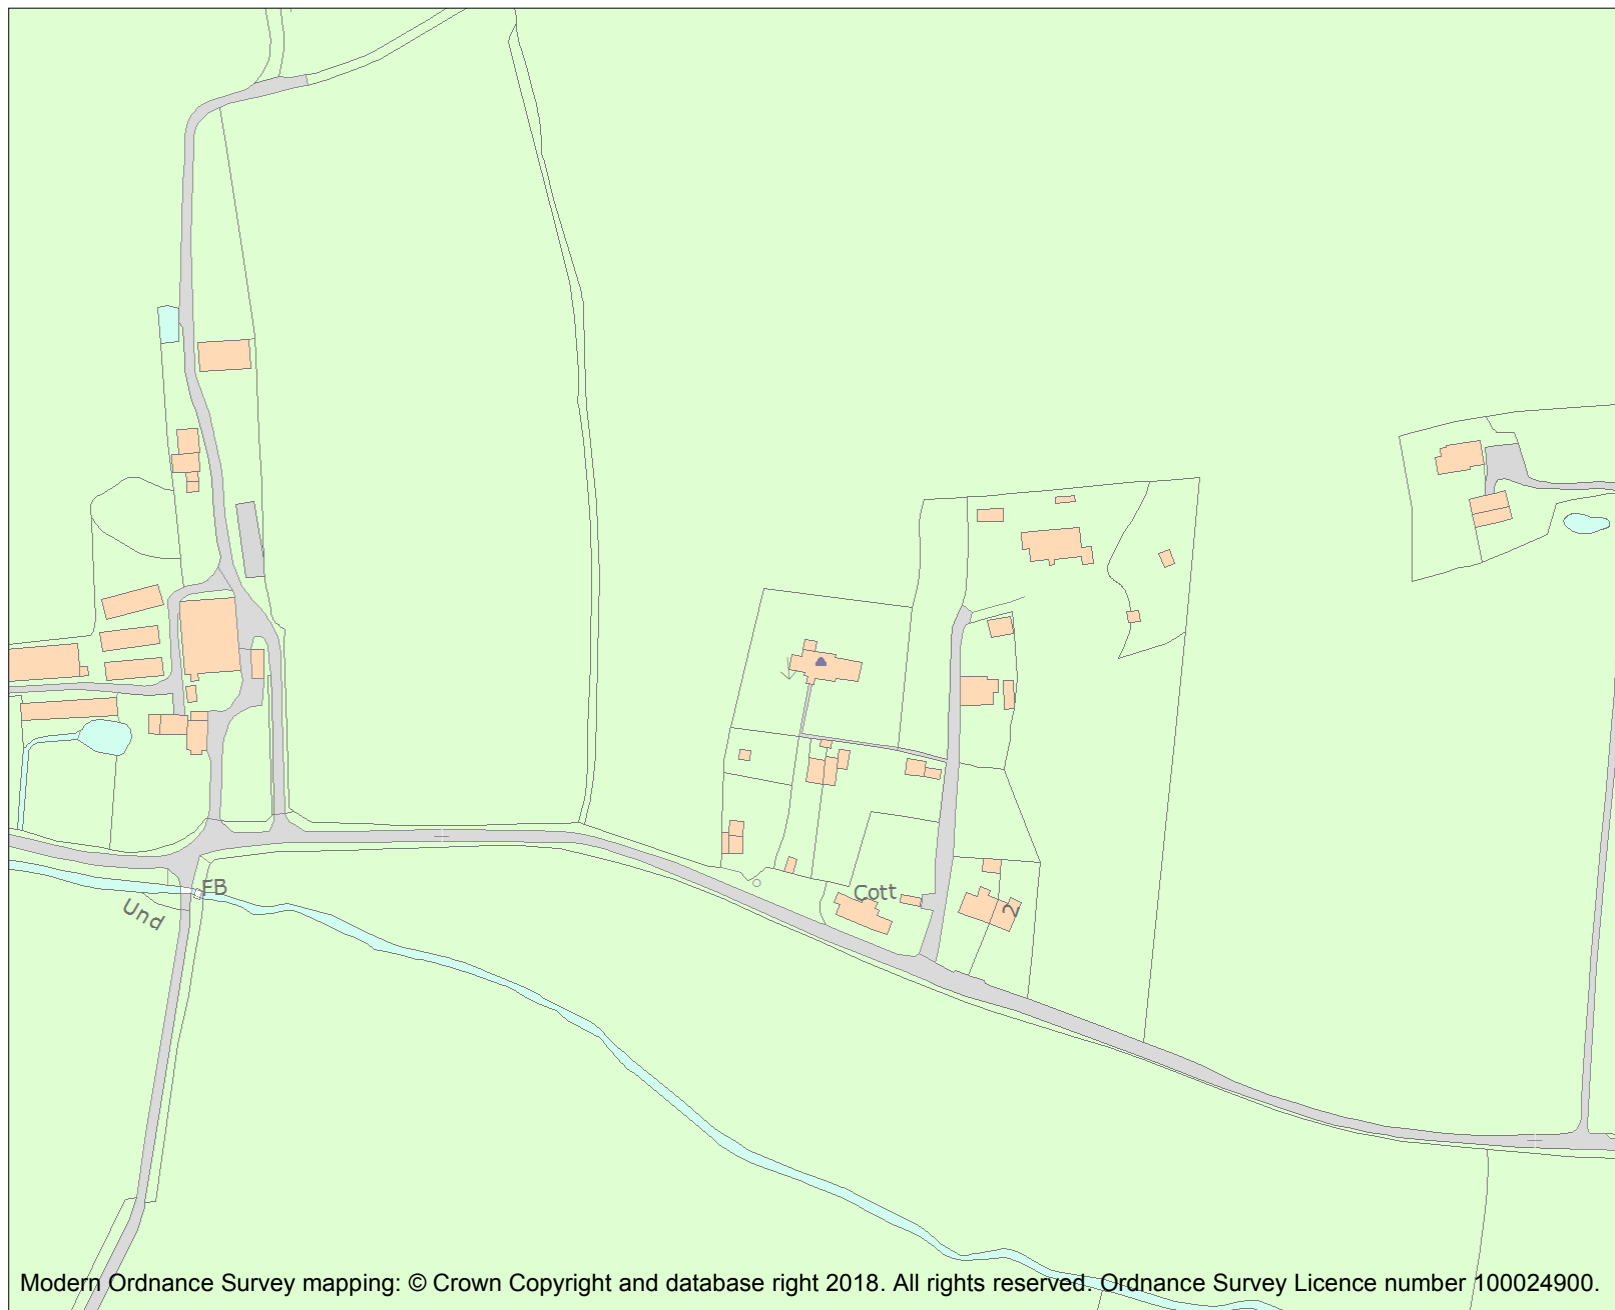 Cott
2
FB
Und
Modern Ordnance Survey mapping: © Crown Copyright and database right 2018. All rights reserved. Ordnance Survey Licence number 100024900.